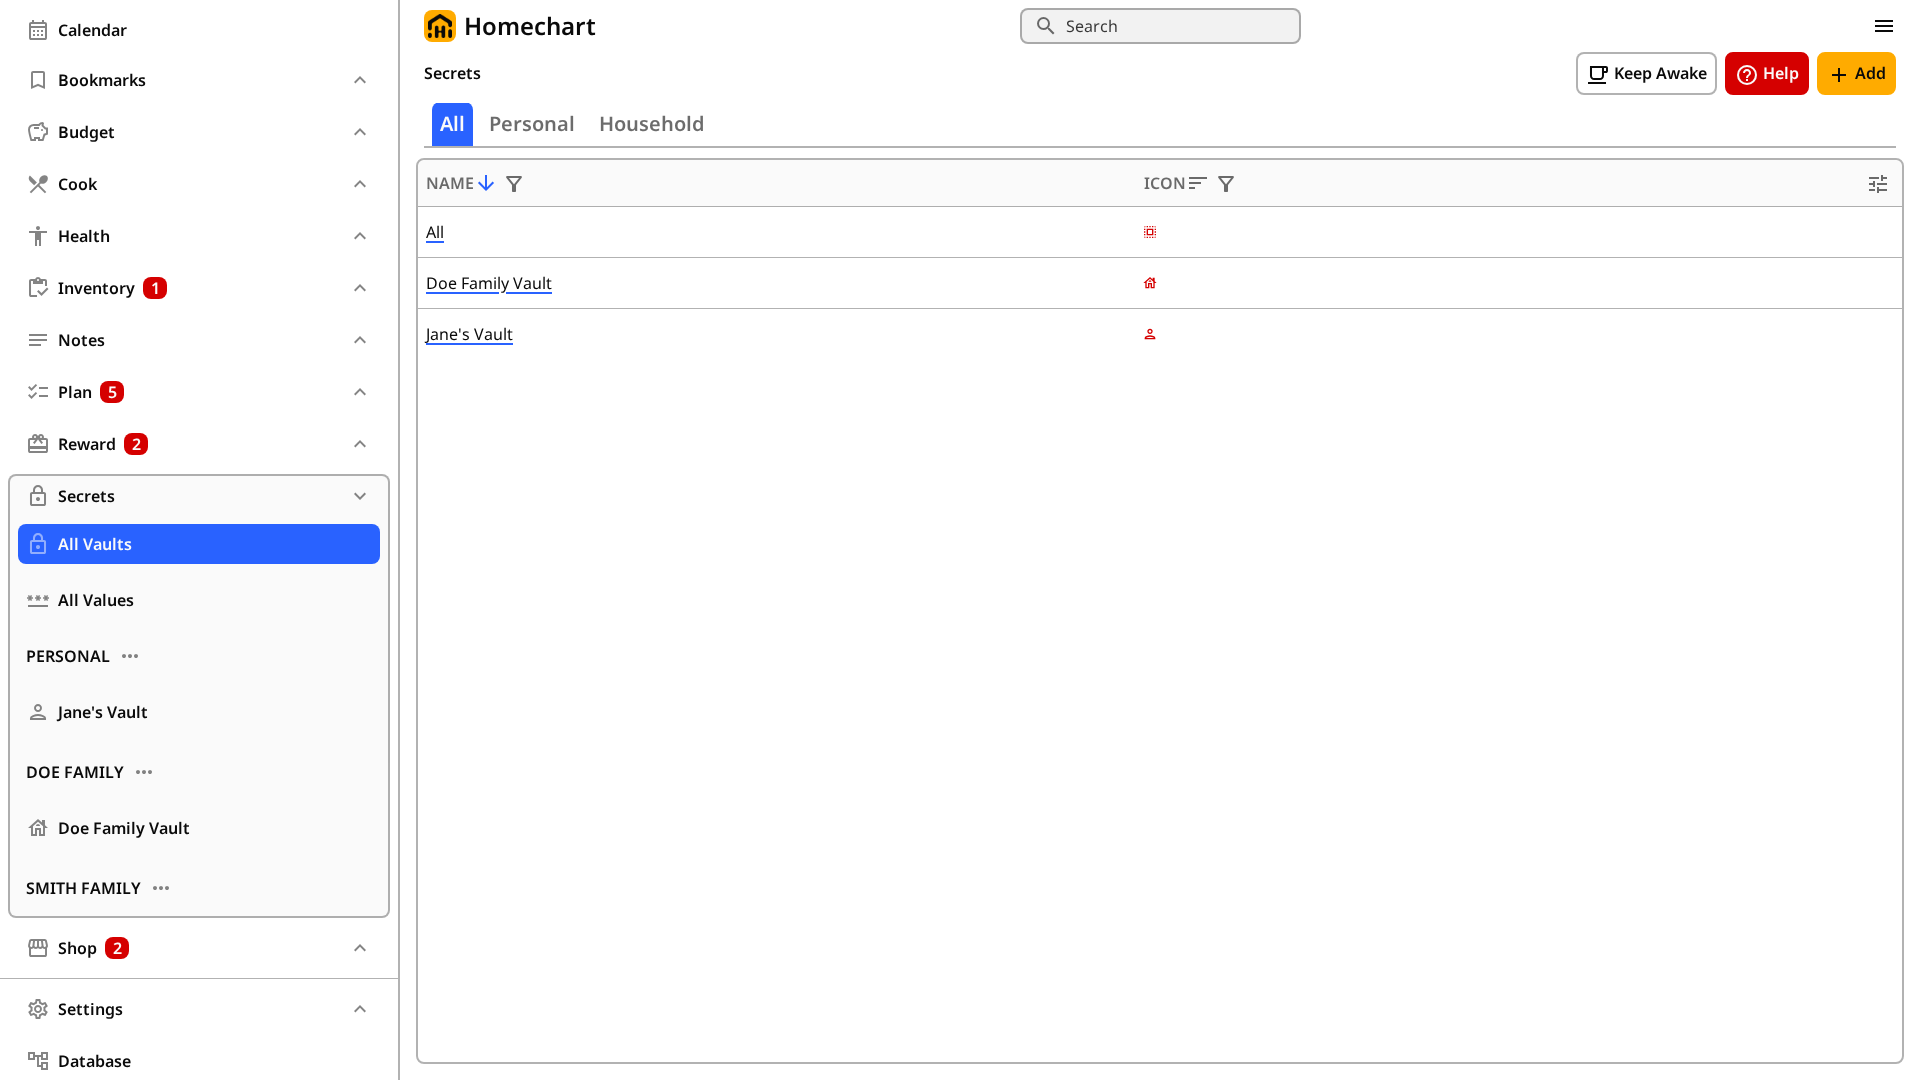 Calendar
Bookmarks
Budget
Cook
Health
Inventory 1
Notes
Plan 5
Reward 2
Secrets
All Vaults
All Values
PERSONAL
Jane's Vault
DOE FAMILY
Doe Family Vault
SMITH FAMILY
Shop 2
Settings
Database
Homechart
Search
Secrets
Keep Awake
Help
Add
All Personal Household
NAME ICON
All
Doe Family Vault
Jane's Vault